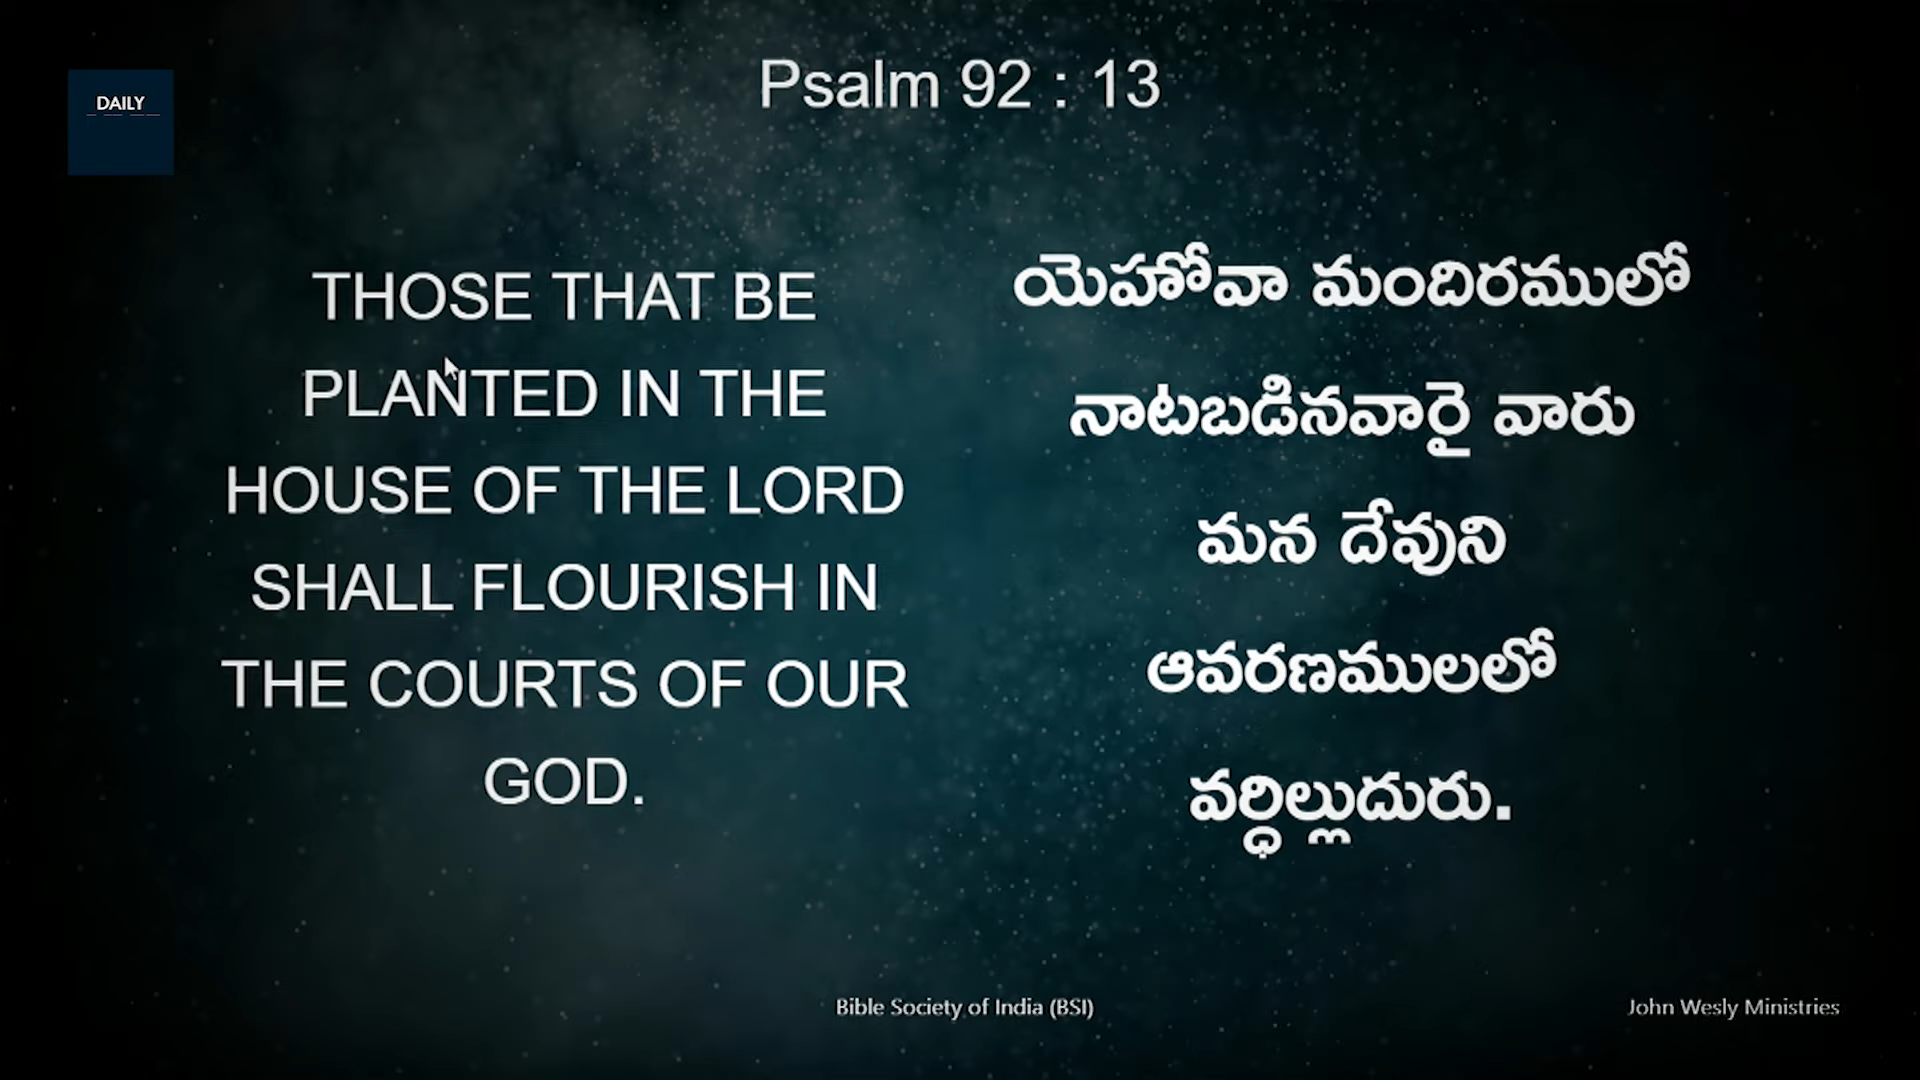 Psalm 92 : 13
DAILY
THOSE THAT BE
PLANTED IN THE
HOUSE OF THE LORD
SHALL FLOURISH IN
THE COURTS OF OUR
GOD.
యెహోవా మందిరములో
నాటబడినవారై వారు
మన దేవుని
ఆవరణములలో
వర్ధిల్లుదురు.
Bible Society of India (BSI)
John Wesly Ministries